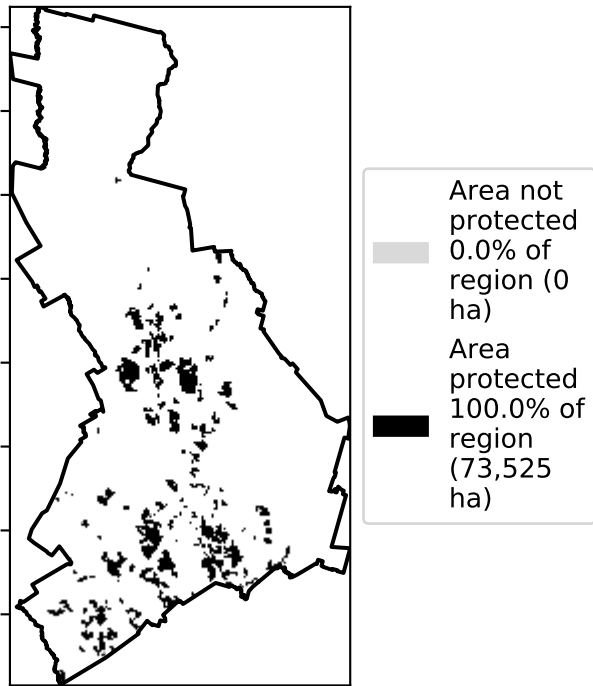 Area not
protected
0.0% of
region (0
ha)
Area
protected
100.0% of
region
(73,525
ha)